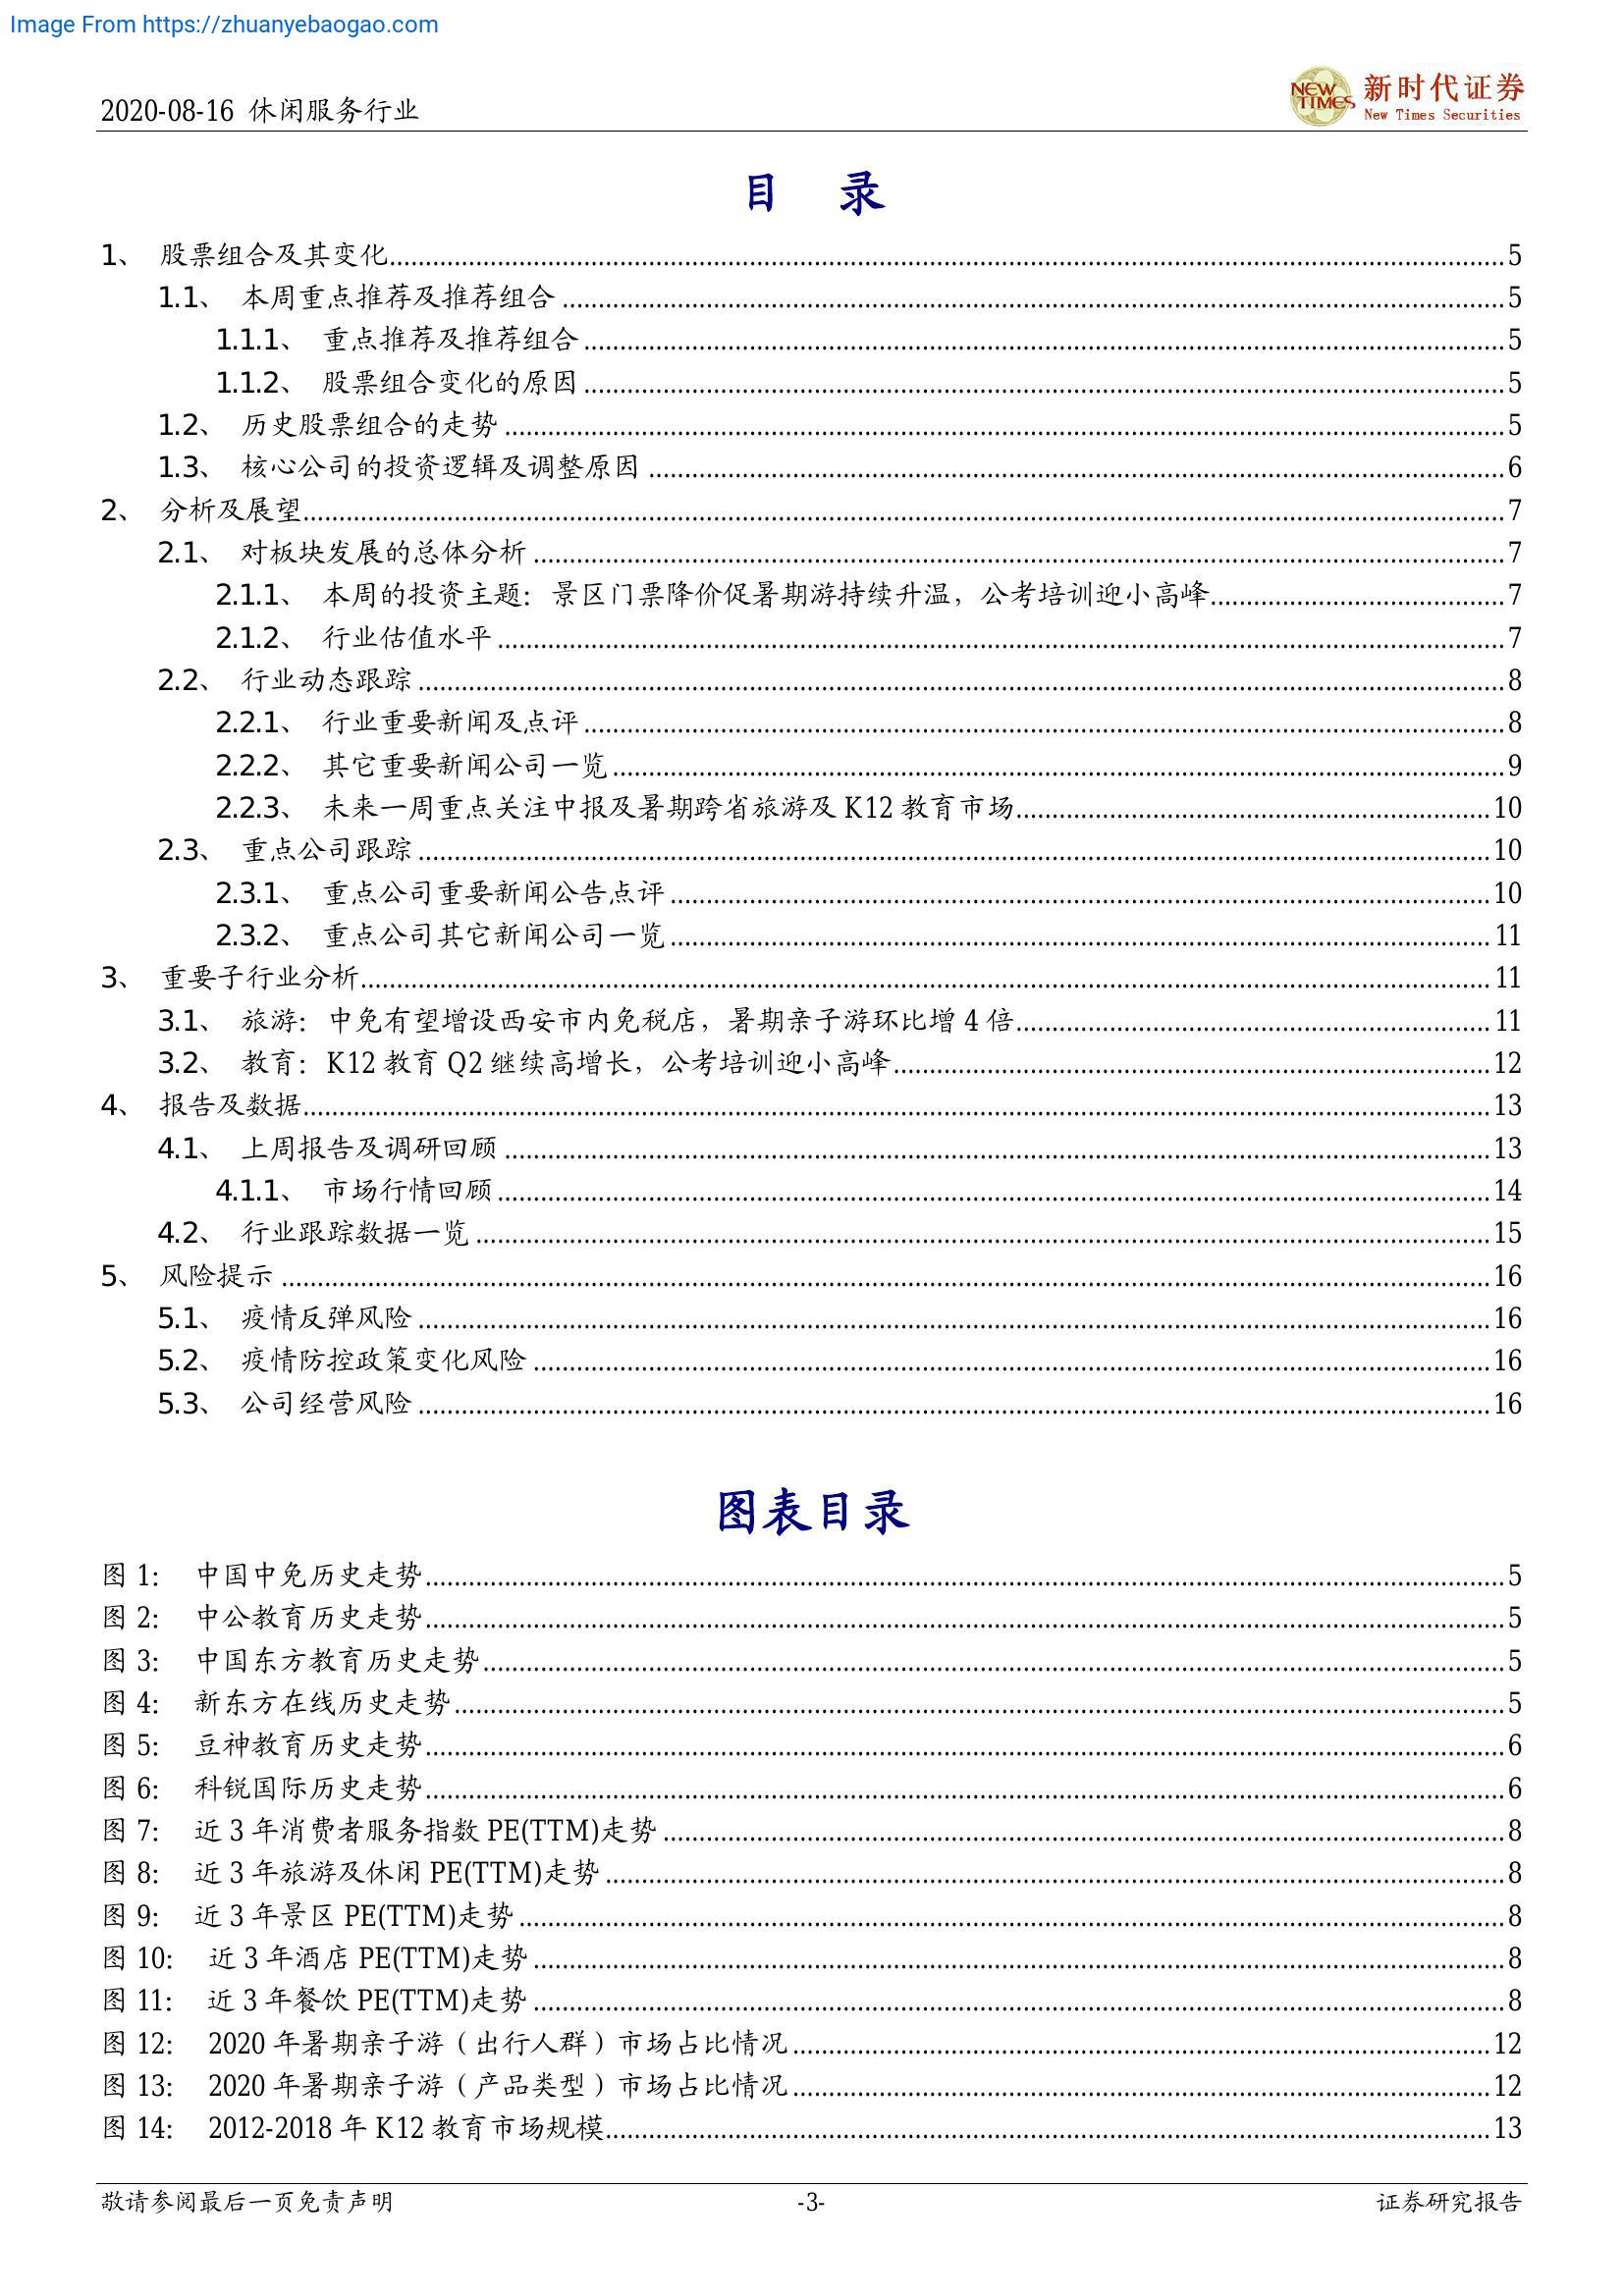 Image From https://zhuanyebaogao.com
2020-08-16 休闲服务行业
NEW TIMES
新时代证券
New Times Securities
目 录
1、 股票组合及其变化 5
1.1、 本周重点推荐及推荐组合 5
1.1.1、 重点推荐及推荐组合 5
1.1.2、 股票组合变化的原因 5
1.2、 历史股票组合的走势 5
1.3、 核心公司的投资逻辑及调整原因 6
2、 分析及展望 7
2.1、 对板块发展的总体分析 7
2.1.1、 本周的投资主题：景区门票降价促暑期游持续升温，公考培训迎小高峰 7
2.1.2、 行业估值水平 7
2.2、 行业动态跟踪 8
2.2.1、 行业重要新闻及点评 8
2.2.2、 其它重要新闻公司一览 9
2.2.3、 未来一周重点关注中报及暑期跨省旅游及 K12 教育市场 10
2.3、 重点公司跟踪 10
2.3.1、 重点公司重要新闻公告点评 10
2.3.2、 重点公司其它新闻公司一览 11
3、 重要子行业分析 11
3.1、 旅游：中免有望增设西安市内免税店，暑期亲子游环比增 4 倍 11
3.2、 教育：K12 教育 Q2 继续高增长，公考培训迎小高峰 12
4、 报告及数据 13
4.1、 上周报告及调研回顾 13
4.1.1、 市场行情回顾 14
4.2、 行业跟踪数据一览 15
5、 风险提示 16
5.1、 疫情反弹风险 16
5.2、 疫情防控政策变化风险 16
5.3、 公司经营风险 16
图表目录
图 1： 中国中免历史走势 5
图 2： 中公教育历史走势 5
图 3： 中国东方教育历史走势 5
图 4： 新东方在线历史走势 5
图 5： 豆神教育历史走势 6
图 6： 科锐国际历史走势 6
图 7： 近 3 年消费者服务指数 PE(TTM)走势 8
图 8： 近 3 年旅游及休闲 PE(TTM)走势 8
图 9： 近 3 年景区 PE(TTM)走势 8
图 10： 近 3 年酒店 PE(TTM)走势 8
图 11： 近 3 年餐饮 PE(TTM)走势 8
图 12： 2020 年暑期亲子游（出行人群）市场占比情况 12
图 13： 2020 年暑期亲子游（产品类型）市场占比情况 12
图 14： 2012-2018 年 K12 教育市场规模 13
敬请参阅最后一页免责声明 -3- 证券研究报告